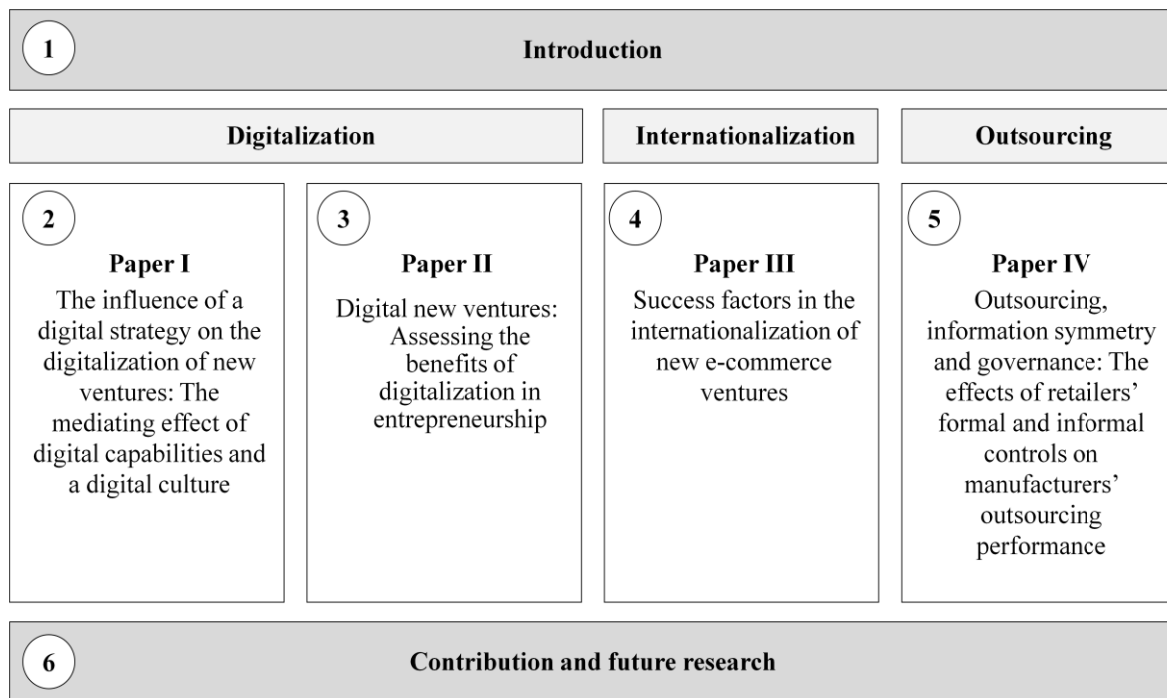 1
Introduction
Digitalization
Internationalization
Outsourcing
2
Paper I
The influence of a
digital strategy on the
digitalization of new
ventures: The
mediating effect of
digital capabilities and
a digital culture
3
Paper II
Digital new ventures:
Assessing the
benefits of
digitalization in
entrepreneurship
4
Paper III
Success factors in the
internationalization of
new e-commerce
ventures
5
Paper IV
Outsourcing,
information symmetry
and governance: The
effects of retailers’
formal and informal
controls on
manufacturers’
outsourcing
performance
6
Contribution and future research